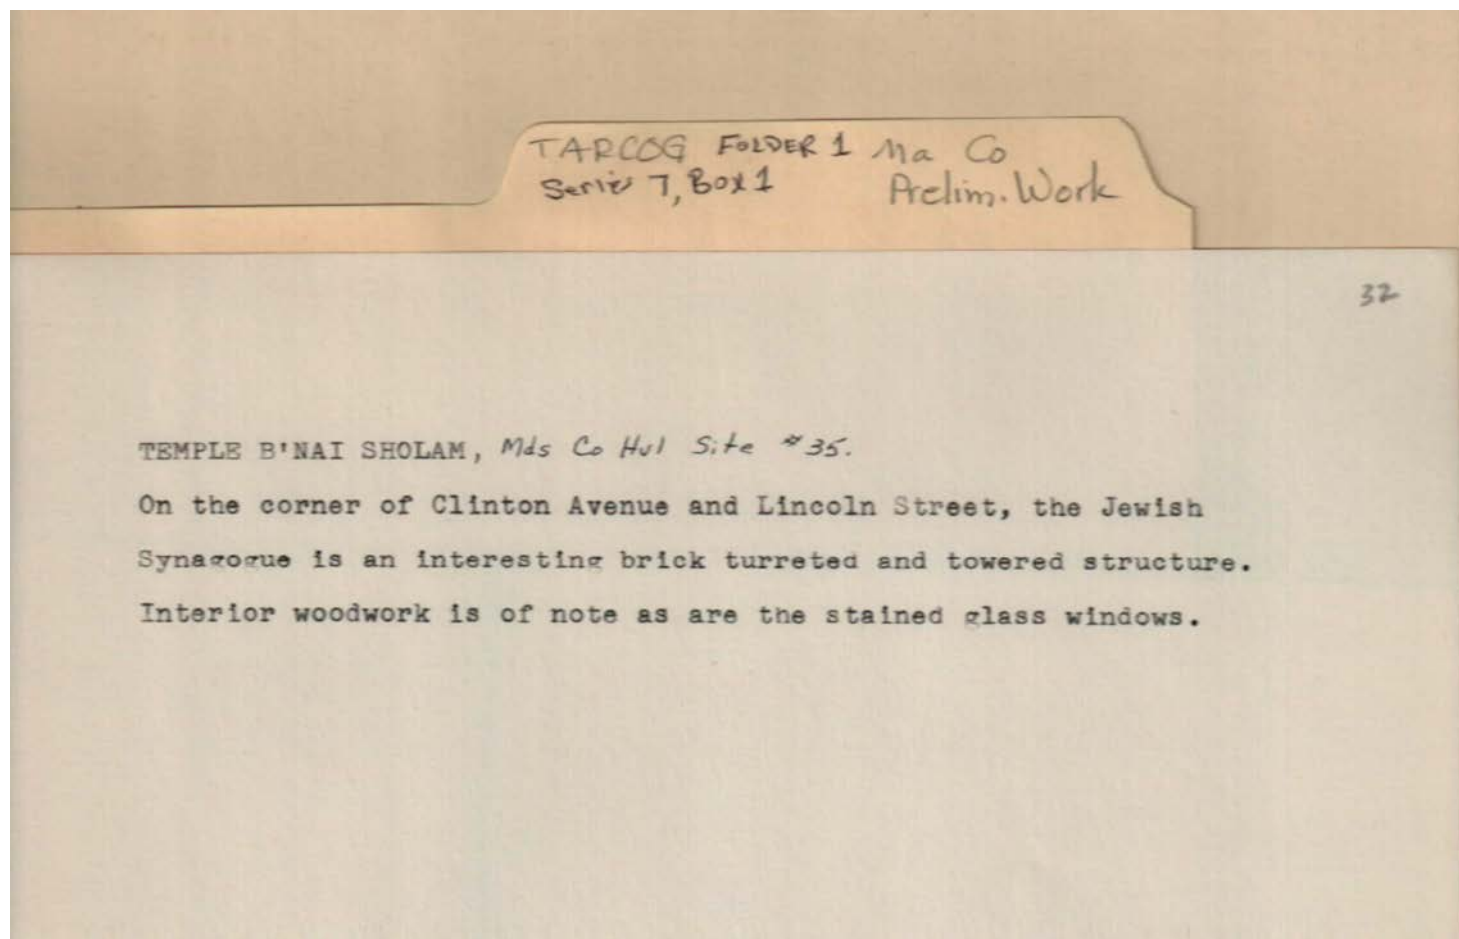 TARCOG FOLDER 1 Ma Co
Series 7, Box 1 Prelim. Work
32
TEMPLE B'NAI SHOLAM, Mds Co Hvl Site #35.
On the corner of Clinton Avenue and Lincoln Street, the Jewish
Synagogue is an interesting brick turreted and towered structure.
Interior woodwork is of note as are the stained glass windows.